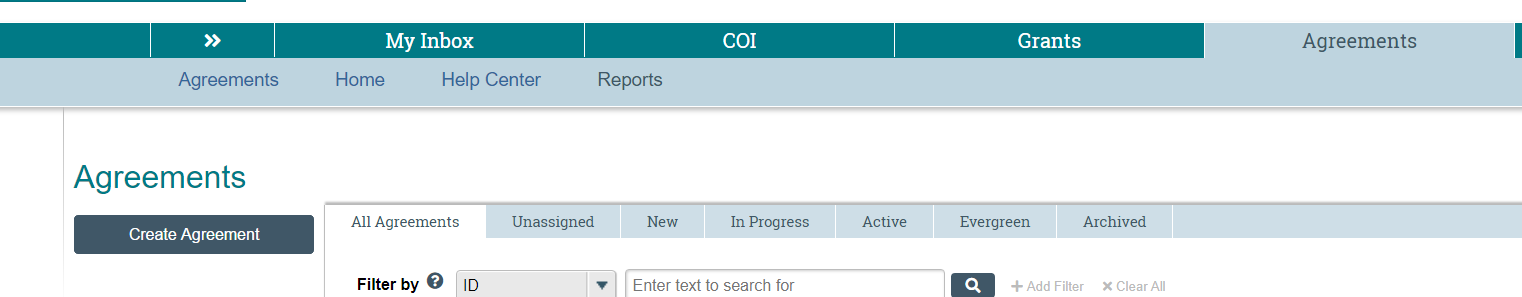 My Inbox COI Grants Agreements
Agreements Home Help Center Reports
Agreements
Create Agreement
All Agreements Unassigned New In Progress Active Evergreen Archived
Filter by ID Enter text to search for Add Filter Clear All